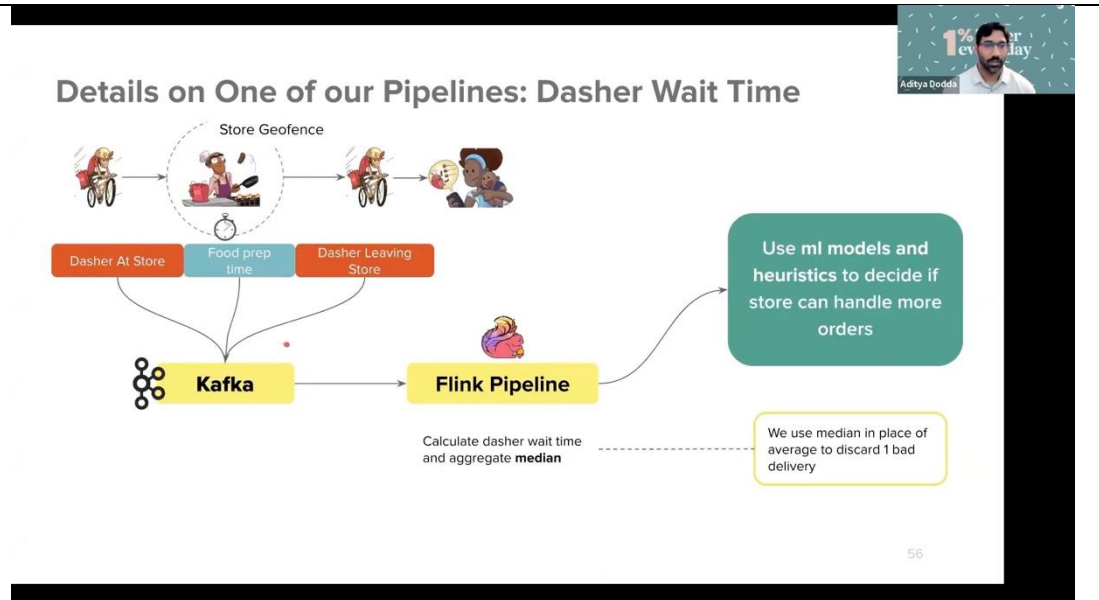 Details on One of our Pipelines: Dasher Wait Time
Aditya Dodda
Store Geofence
Dasher At Store
Food prep
time
Dasher Leaving
Store
Kafka
Flink Pipeline
Calculate dasher wait time
and aggregate median
Use ml models and
heuristics to decide if
store can handle more
orders
We use median in place of
average to discard 1 bad
delivery
56